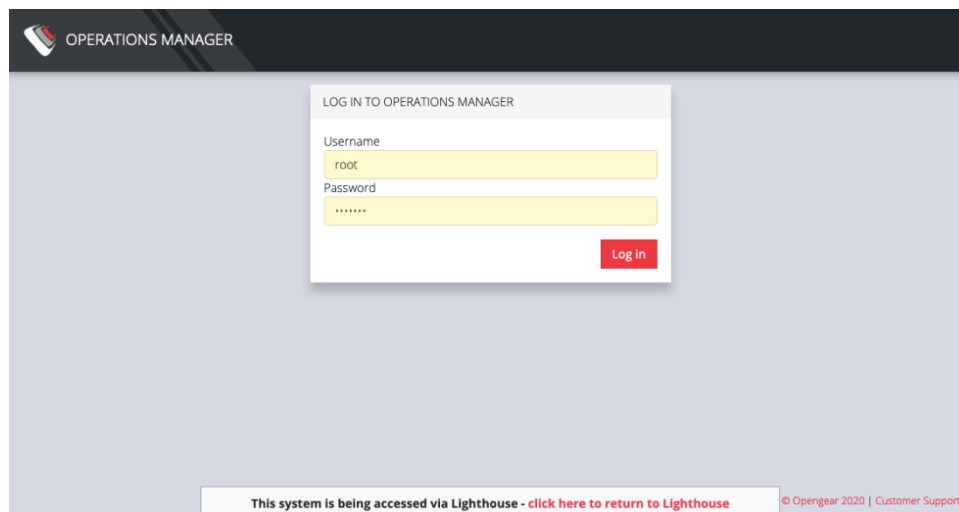 OPERATIONS MANAGER
LOG IN TO OPERATIONS MANAGER
Username
root
Password
•••••••
Log in
This system is being accessed via Lighthouse - click here to return to Lighthouse
© Opengear 2020 | Customer Support